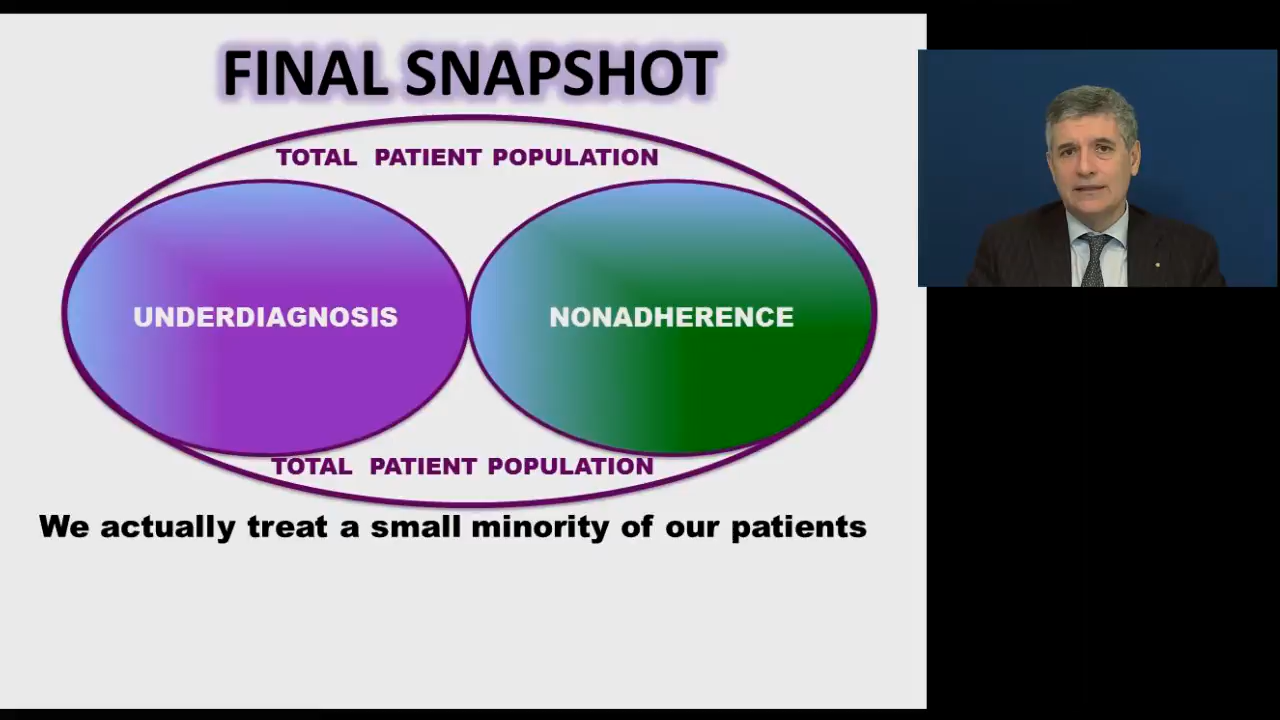 FINAL SNAPSHOT
TOTAL PATIENT POPULATION
UNDERDIAGNOSIS
NONADHERENCE
TOTAL PATIENT POPULATION
We actually treat a small minority of our patients